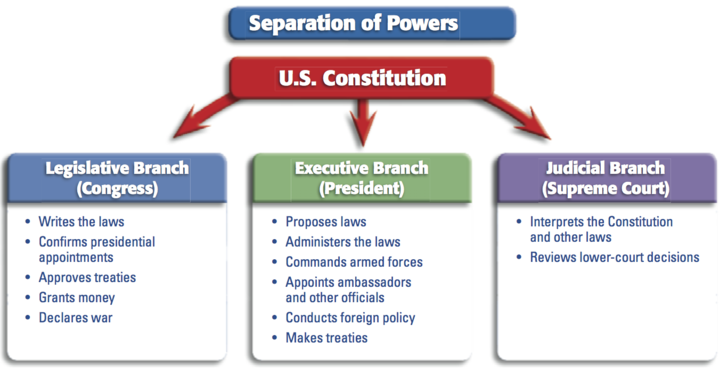 Separation of Powers
U.S. Constitution
Legislative Branch
(Congress)
• Writes the laws
• Confirms presidential
appointments
• Approves treaties
• Grants money
• Declares war
Executive Branch
(President)
• Proposes laws
• Administers the laws
• Commands armed forces
• Appoints ambassadors
and other officials
• Conducts foreign policy
• Makes treaties
Judicial Branch
(Supreme Court)
• Interprets the Constitution
and other laws
• Reviews lower-court decisions